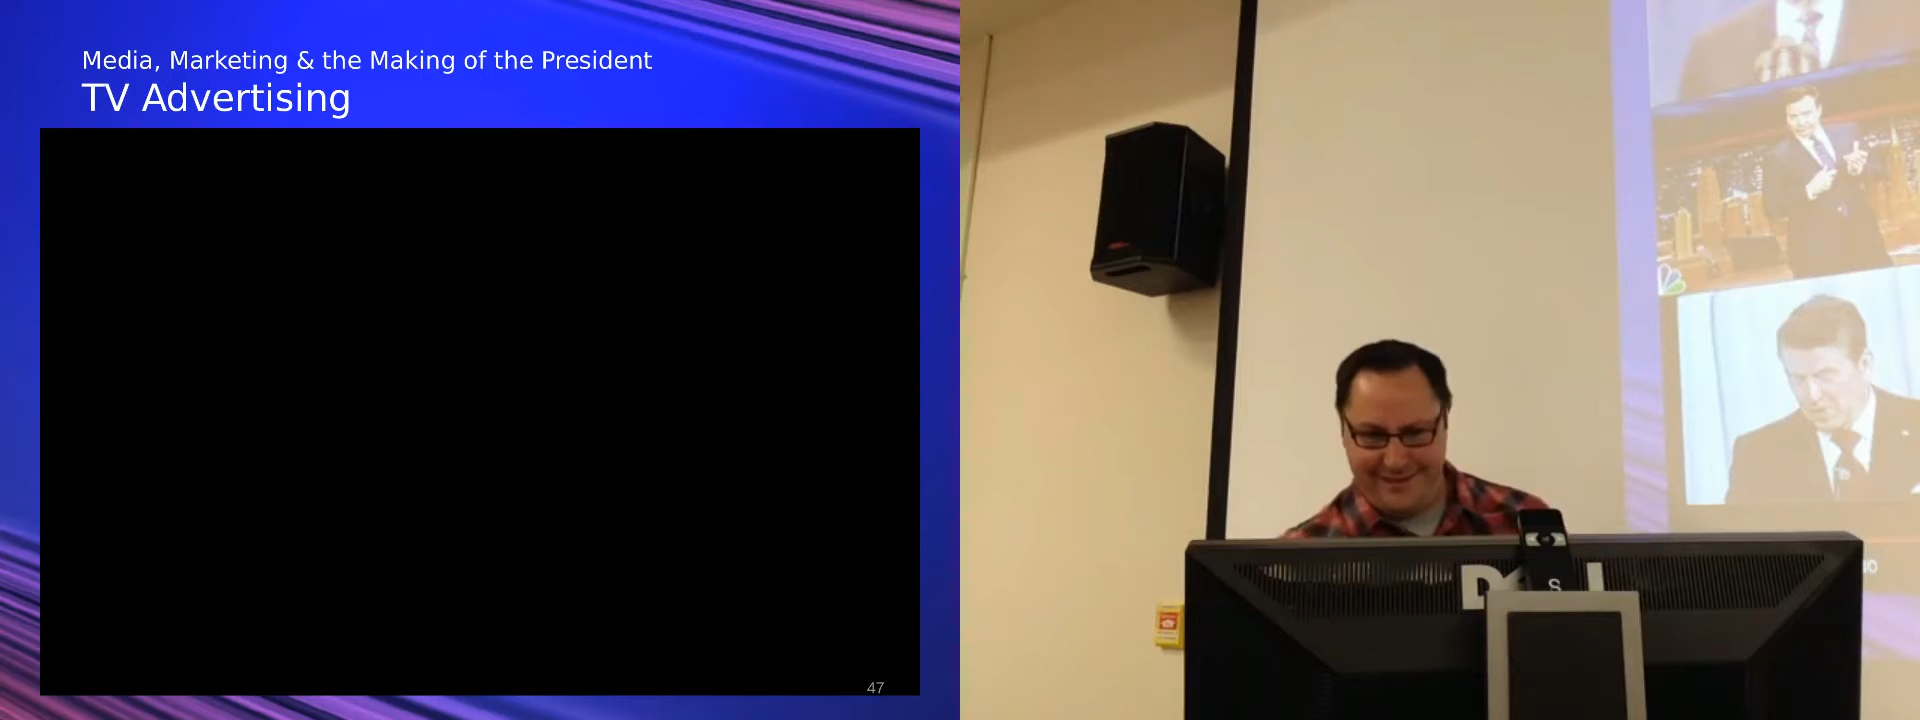 Media, Marketing & the Making of the President
TV Advertising
47
S